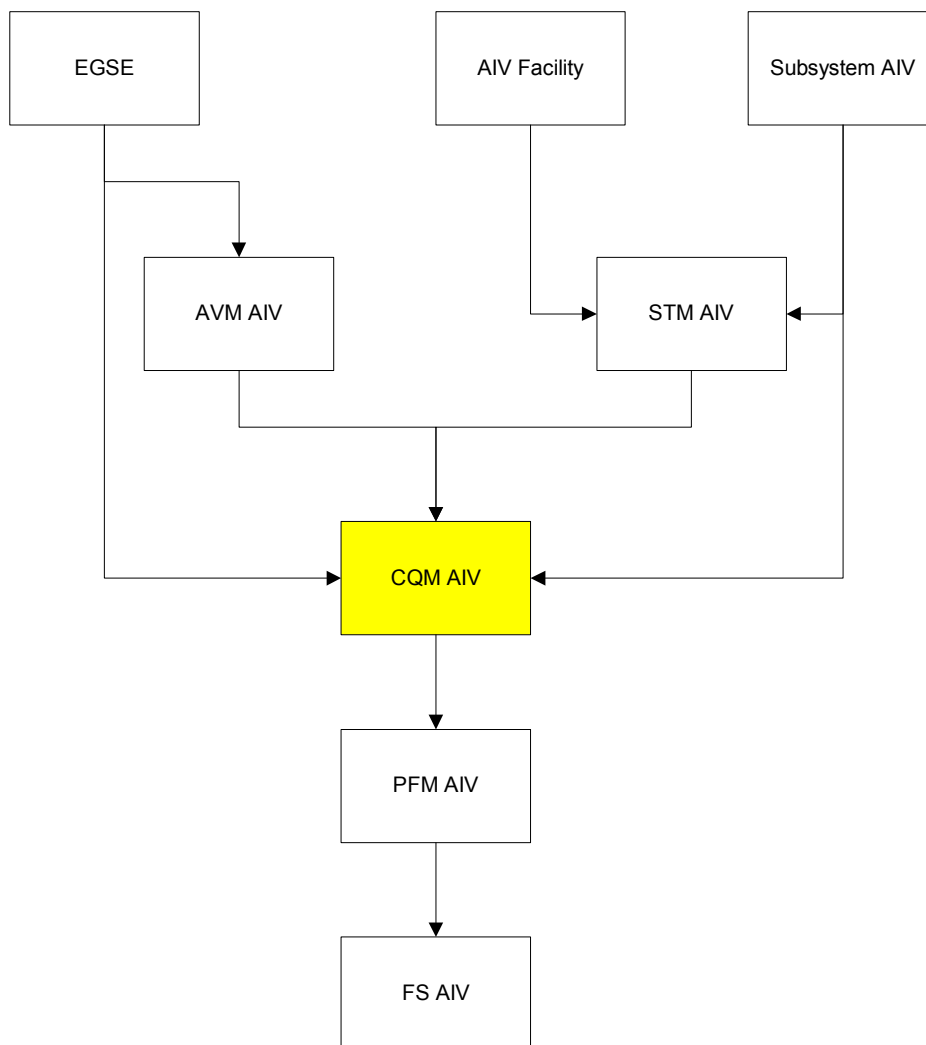 EGSE
AIV Facility
Subsystem AIV
AVM AIV
STM AIV
CQM AIV
PFM AIV
FS AIV